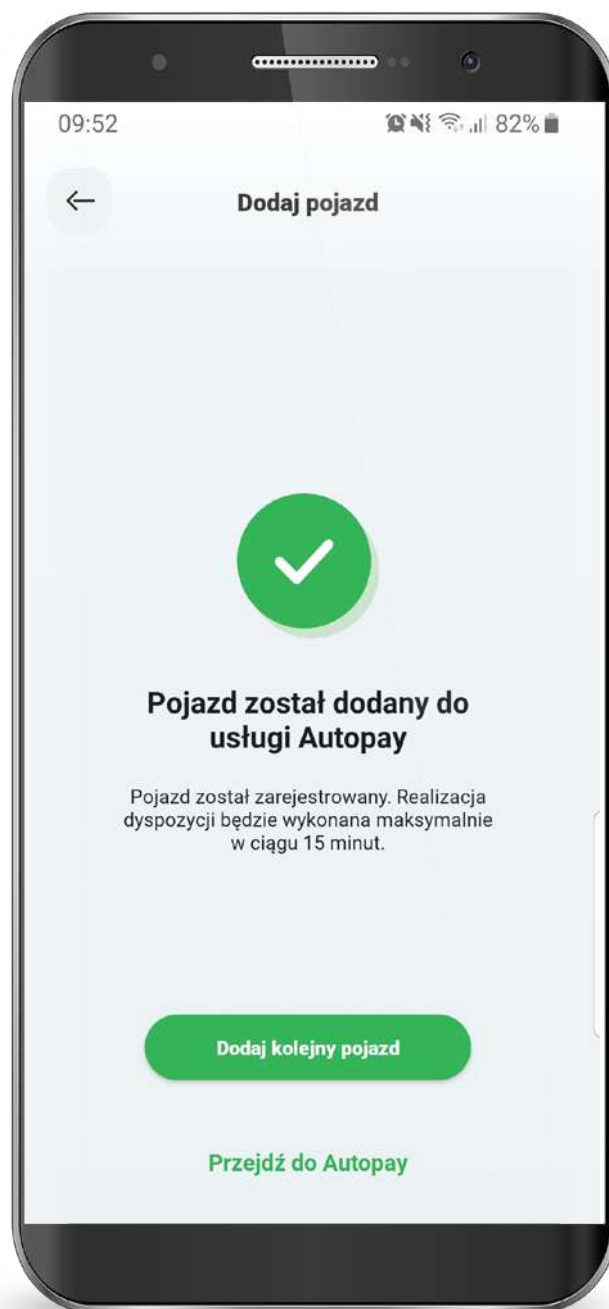 09:52
82%
Dodaj pojazd
Pojazd został dodany do
usługi Autopay
Pojazd został zarejestrowany. Realizacja
dyspozycji będzie wykonana maksymalnie
w ciągu 15 minut.
Dodaj kolejny pojazd
Przejdź do Autopay